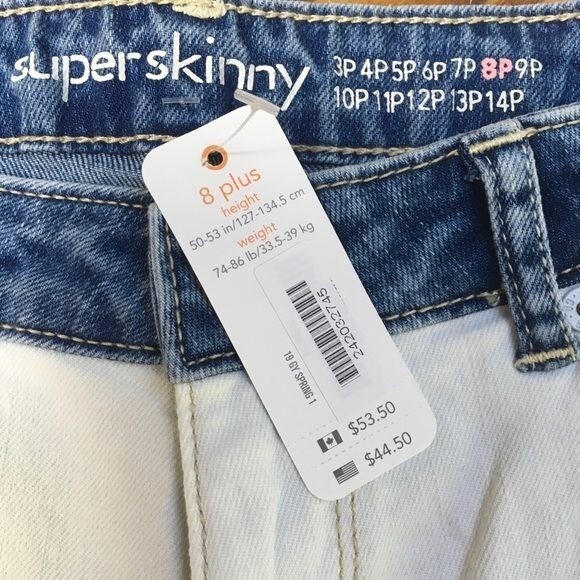 superskinny
3P 4P 5P 6P 7P 8P 9P
10P 11P 12P 13P 14P
8 plus
height
50-53 in/127-134.5 cm
weight
74-86 lb/33.5-39 kg
242032745
19 GY SPRING 1
$53.50
$44.50